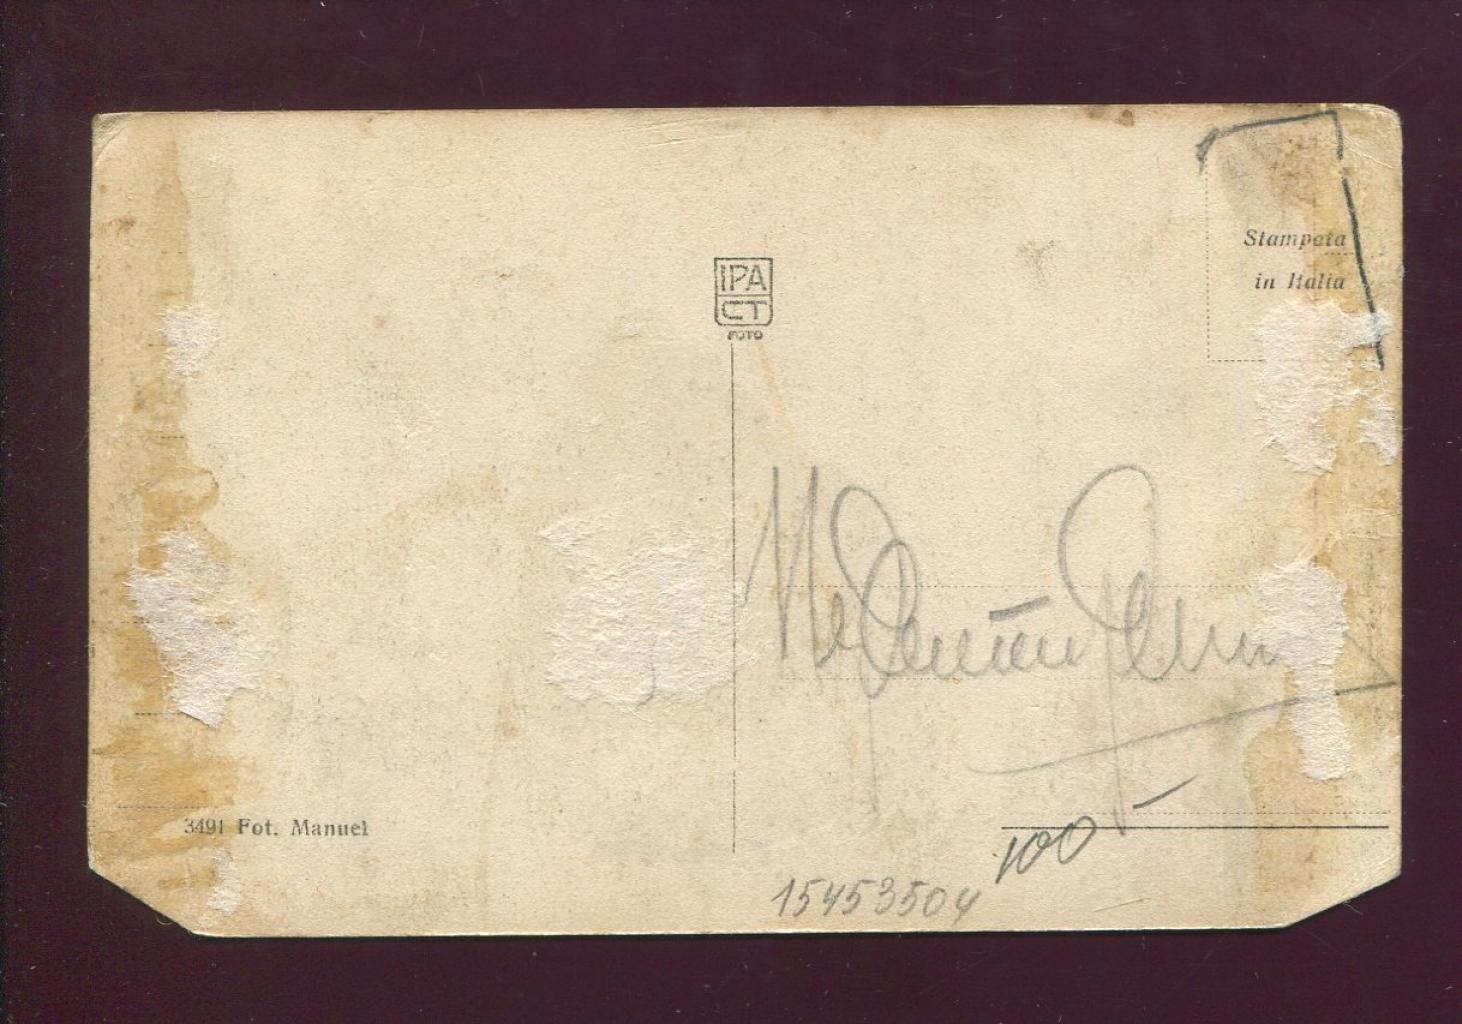 IPA
CT
FOTO
Stampata
in Italia
3491 Fot. Manuel
100
15453504